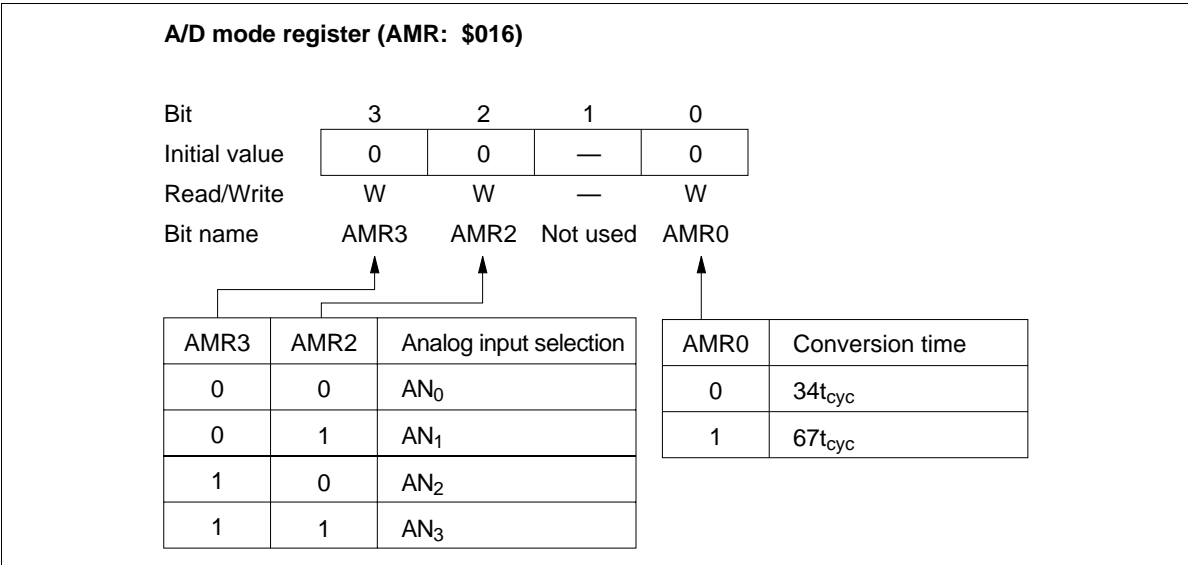 A/D mode register (AMR: $016)
Bit 3 2 1 0
Initial value 0 0 — 0
Read/Write W W — W
Bit name AMR3 AMR2 Not used AMR0
AMR3 AMR2 Analog input selection
0 0 AN₀
0 1 AN₁
1 0 AN₂
1 1 AN₃
AMR0 Conversion time
0 34t_cyc
1 67t_cyc